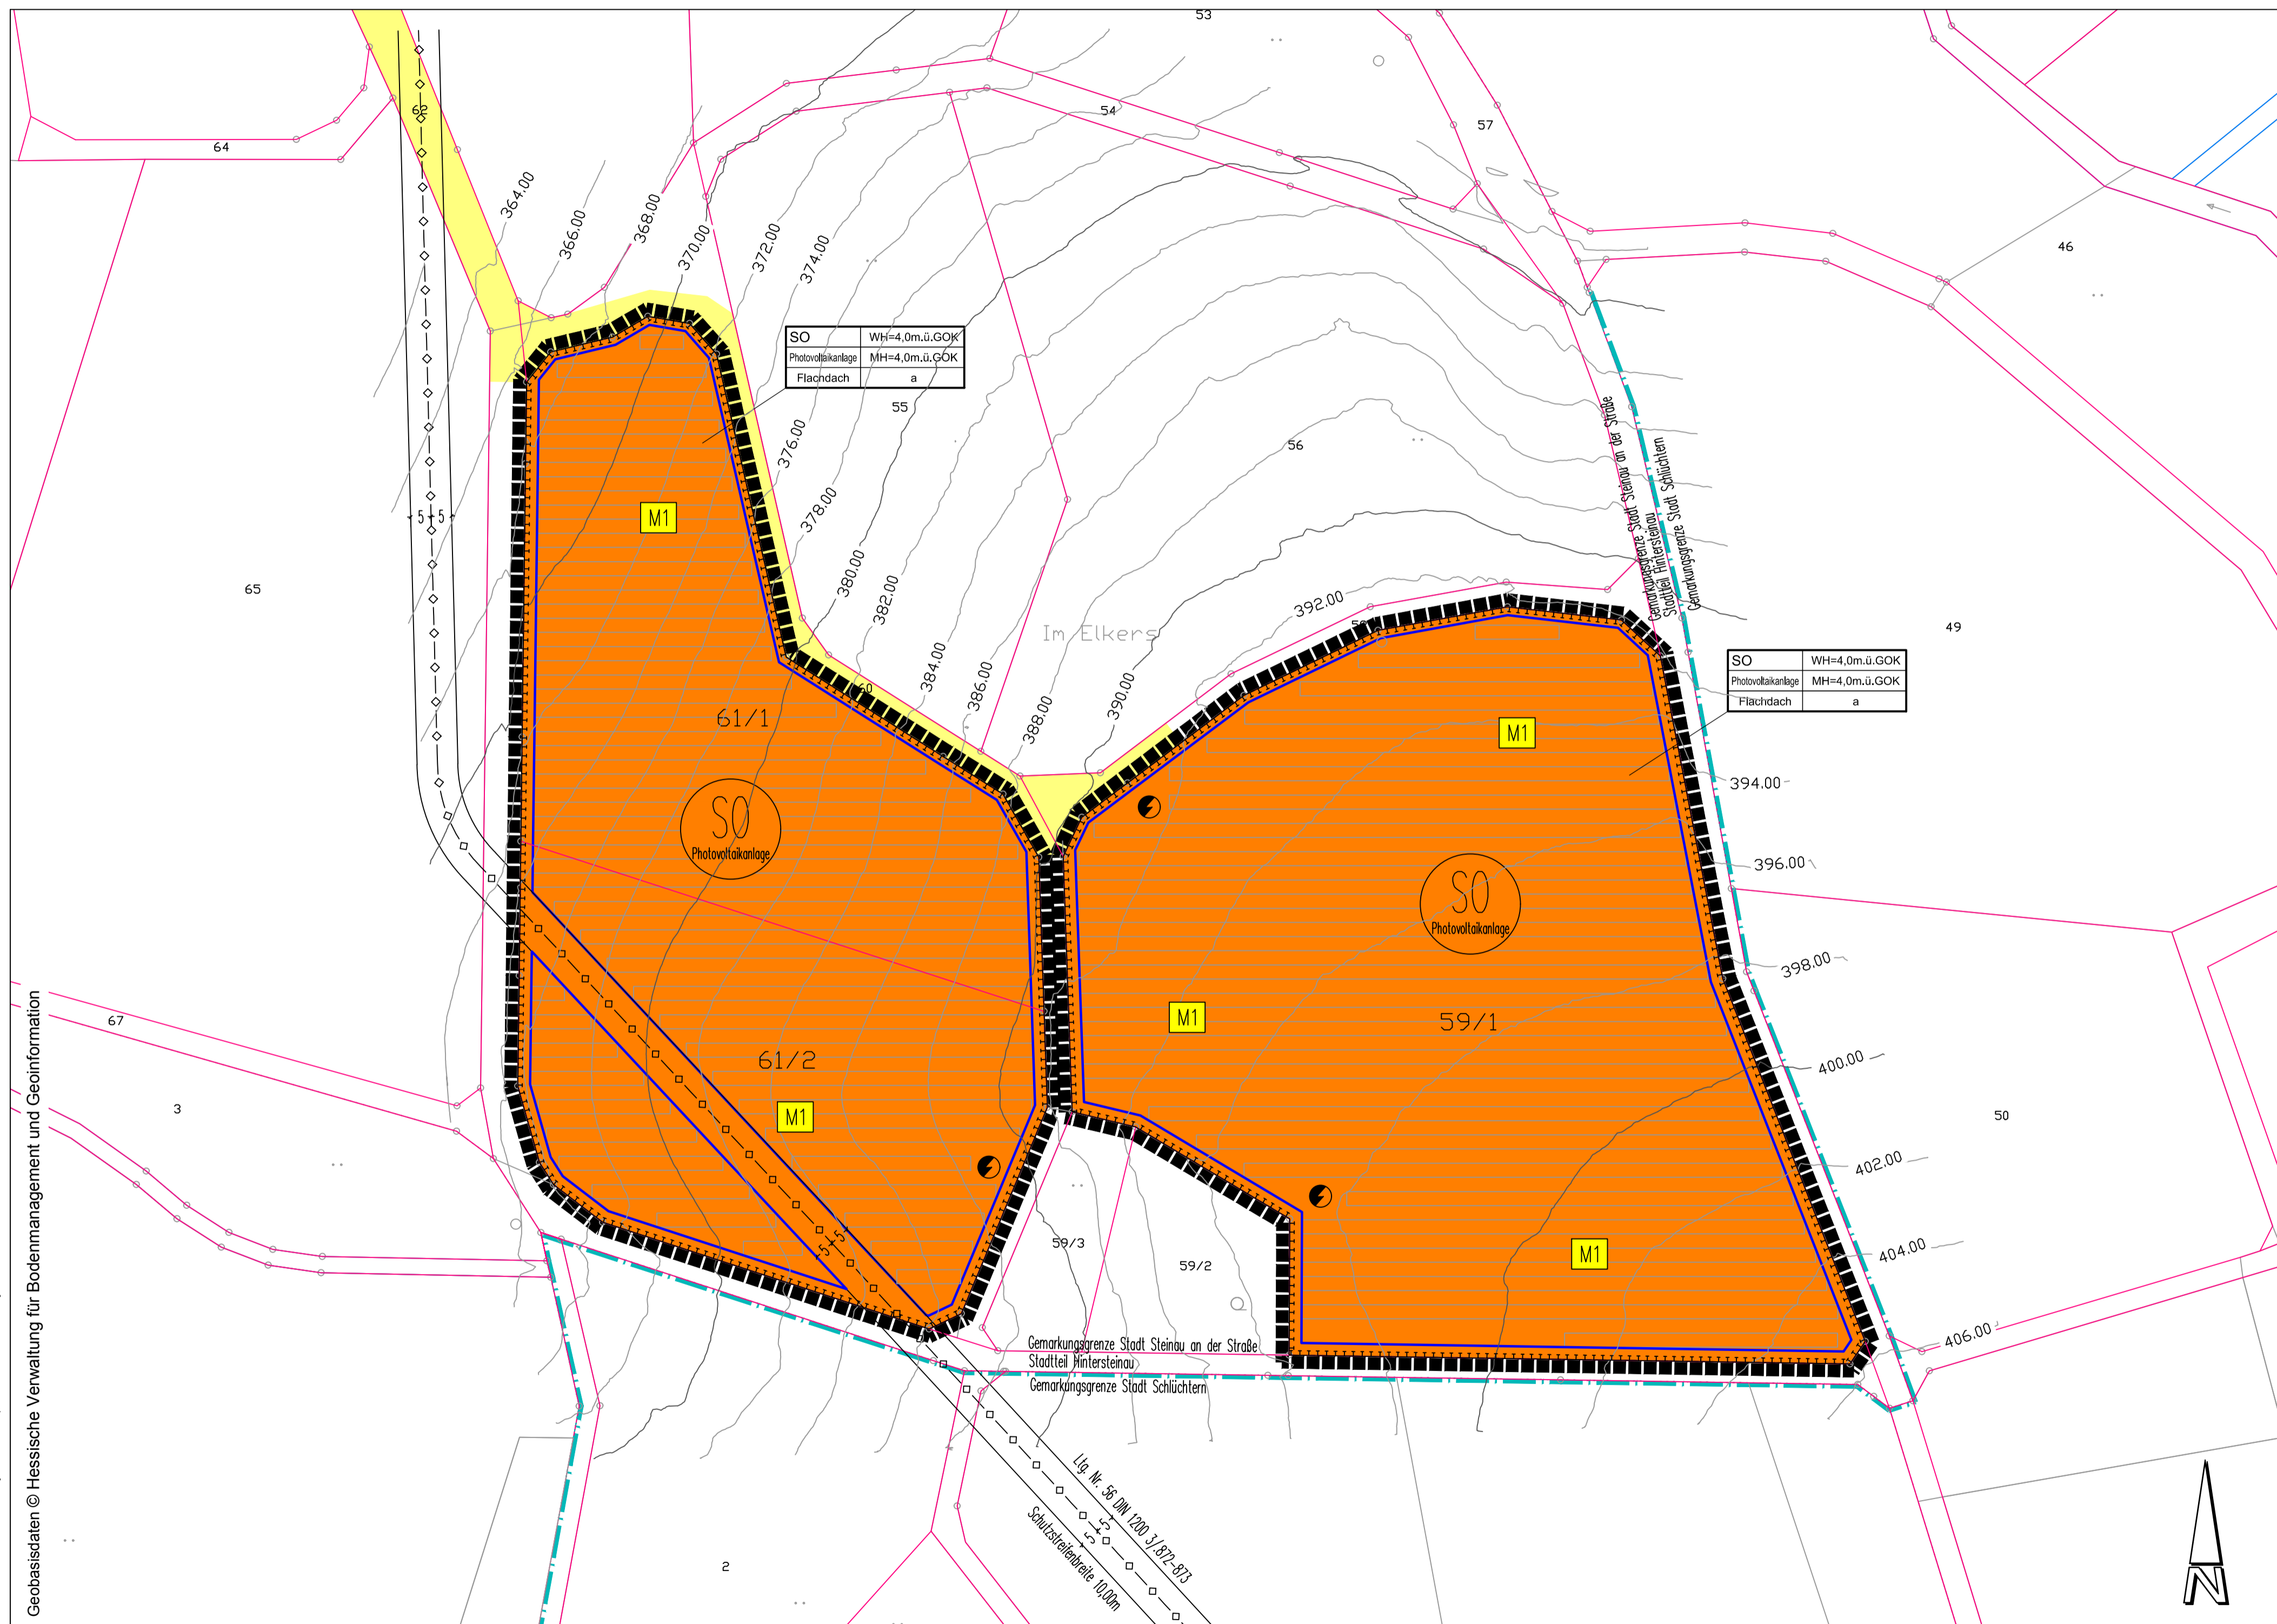 53
54
57
62
64
46
364.00
366.00
368.00
370.00
372.00
374.00
SO
WH=4,0m.ü.GOK
Photovoltaikanlage
MH=4,0m.ü.GOK
Flachdach
a
55
56
376.00
378.00
380.00
382.00
384.00
386.00
388.00
390.00
392.00
Gemarkungsgrenze Stadt Steinau an der Straße
Stadtteil Hintersteinau
Gemarkungsgrenze Stadt Schlüchtern
M1
5
5
65
Im Elkers
49
60
61/1
SO
WH=4,0m.ü.GOK
Photovoltaikanlage
MH=4,0m.ü.GOK
Flachdach
a
M1
394.00
SO
Photovoltaikanlage
396.00
SO
Photovoltaikanlage
398.00
M1
59/1
67
61/2
400.00
3
M1
50
402.00
59/3
59/2
5
5
M1
404.00
406.00
Gemarkungsgrenze Stadt Steinau an der Straße
Stadtteil Hintersteinau
Gemarkungsgrenze Stadt Schlüchtern
Ltg. Nr. 56 DIN 1200 3/.872-873
5
5
Schutzstreifenbreite 10,00m
2
N
Geobasisdaten © Hessische Verwaltung für Bodenmanagement und Geoinformation